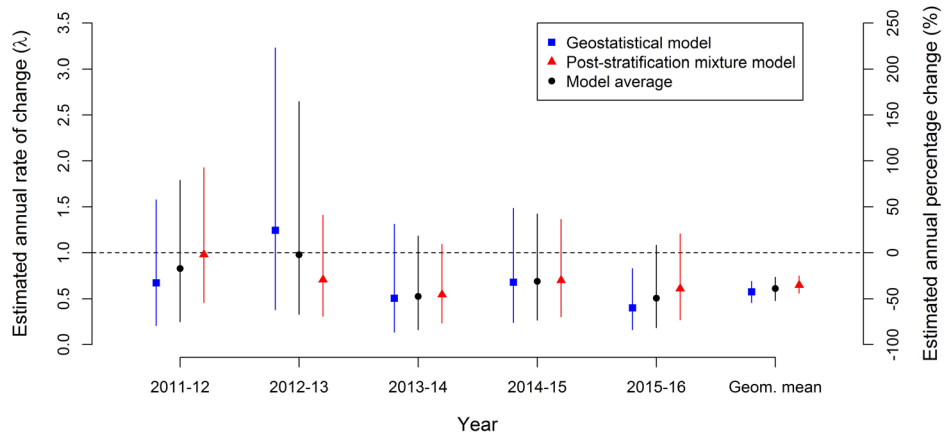 Estimated annual rate of change (λ)
3.5
3.0
2.5
2.0
1.5
1.0
0.5
0.0
Geostatistical model
Post-stratification mixture model
Model average
250
200
150
100
50
0
-50
-100
Estimated annual percentage change (%)
2011-12 2012-13 2013-14 2014-15 2015-16 Geom. mean
Year